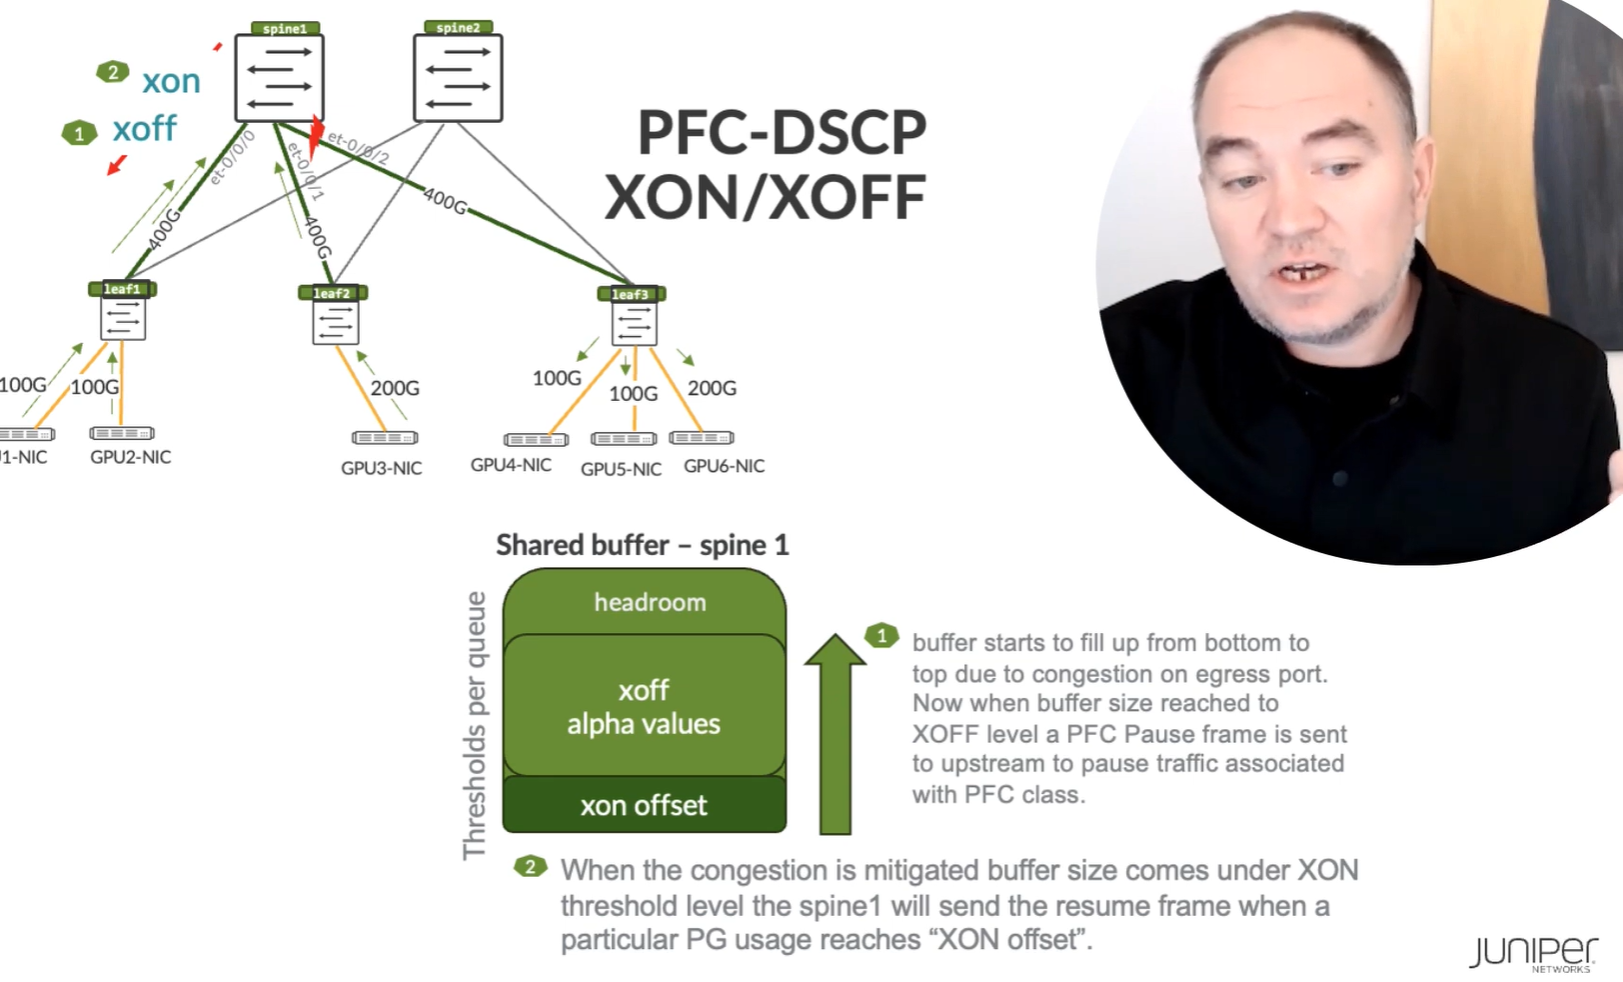 spine1
spine2
2 xon
1 xoff
et-0/0/0
et-0/0/1
et-0/0/2
400G
400G
400G
PFC-DSCP
XON/XOFF
leaf1
leaf2
leaf3
100G
100G
200G
100G
100G
200G
J1-NIC
GPU2-NIC
GPU3-NIC
GPU4-NIC
GPU5-NIC
GPU6-NIC
Shared buffer – spine 1
Thresholds per queue
headroom
xoff
alpha values
xon offset
1 buffer starts to fill up from bottom to
top due to congestion on egress port.
Now when buffer size reached to
XOFF level a PFC Pause frame is sent
to upstream to pause traffic associated
with PFC class.
2 When the congestion is mitigated buffer size comes under XON
threshold level the spine1 will send the resume frame when a
particular PG usage reaches “XON offset”.
JUNIPer
NETWORKS